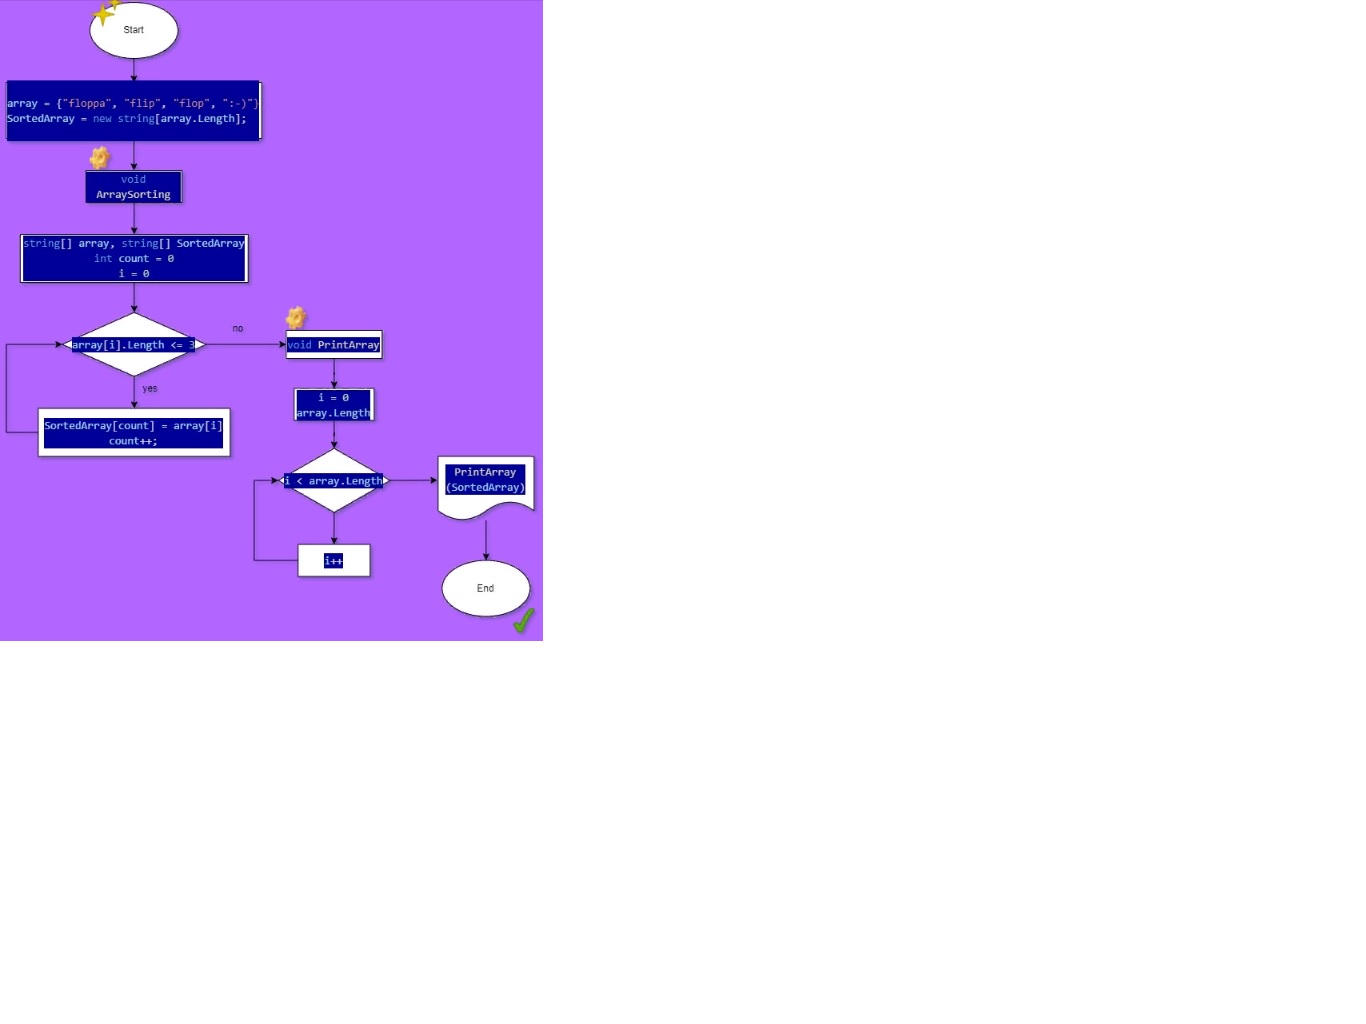 Start
array = {"floppa", "flip", "flop", ":-)"}
SortedArray = new string[array.Length];
void
ArraySorting
string[] array, string[] SortedArray
int count = 0
i = 0
array[i].Length <= 3
no
yes
SortedArray[count] = array[i]
count++;
void PrintArray
i = 0
array.Length
i < array.Length
PrintArray
(SortedArray)
i++
End